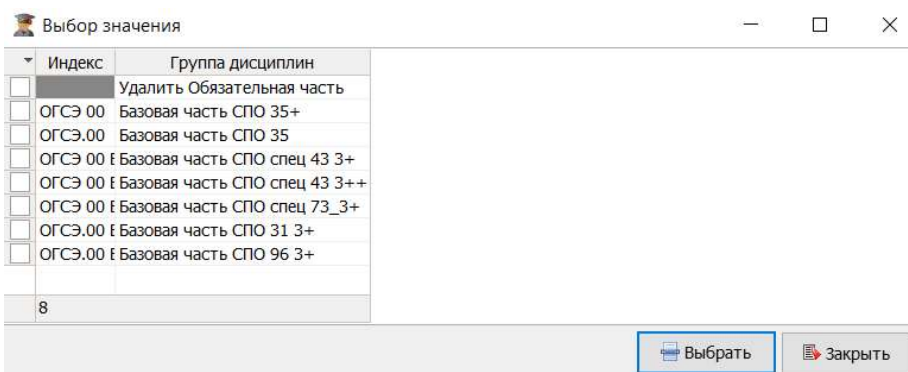 Выбор значения
Индекс Группа дисциплин
Удалить Обязательная часть
ОГСЭ 00 Базовая часть СПО 35+
ОГСЭ.00 Базовая часть СПО 35
ОГСЭ 00 Базовая часть СПО спец 43 3+
ОГСЭ 00 Базовая часть СПО спец 43 3++
ОГСЭ 00 Базовая часть СПО спец 73_3+
ОГСЭ.00 Базовая часть СПО 31 3+
ОГСЭ.00 Базовая часть СПО 96 3+
8
Выбрать Закрыть